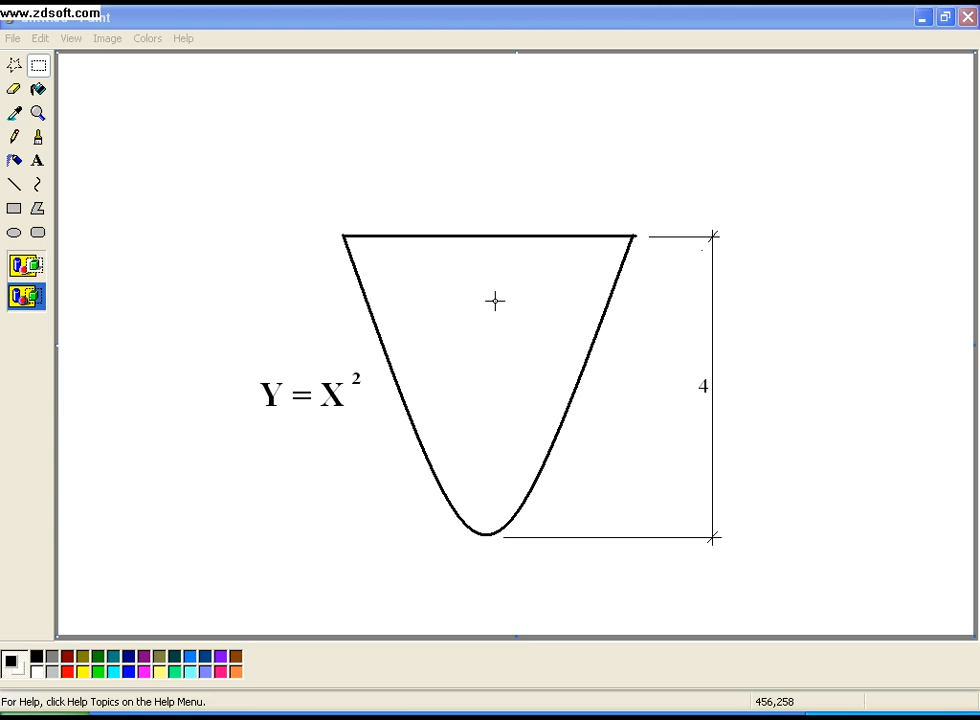 www.zdsoft.com
File Edit View Image Colors Help
Y = X 2
4
For Help, click Help Topics on the Help Menu.
456,258